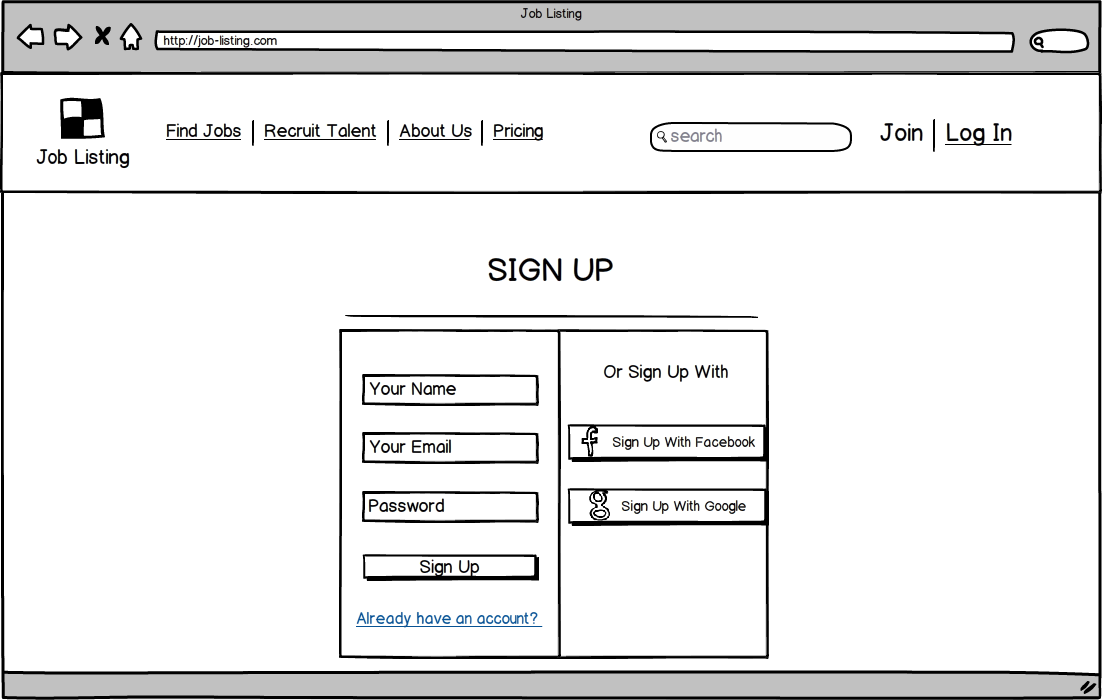 Job Listing
http://job-listing.com
Job Listing
Find Jobs | Recruit Talent | About Us | Pricing
search
Join | Log In
SIGN UP
Your Name
Your Email
Password
Sign Up
Already have an account?
Or Sign Up With
f Sign Up With Facebook
g Sign Up With Google